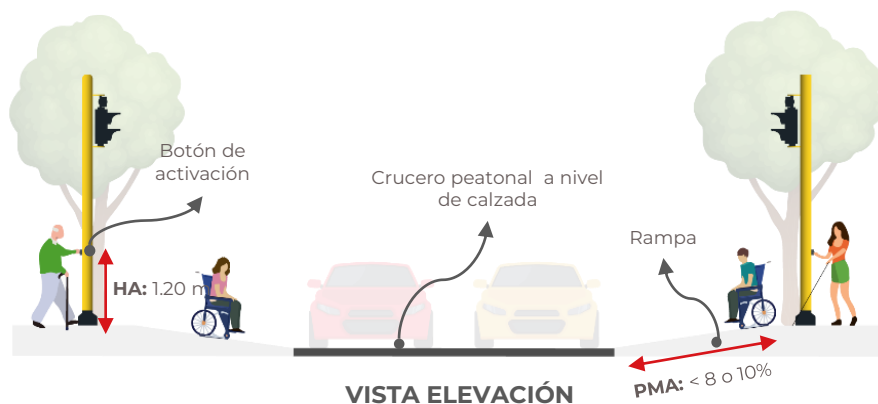 Botón de
activación
Crucero peatonal a nivel
de calzada
Rampa
HA: 1.20 m
PMA: < 8 o 10%
VISTA ELEVACIÓN